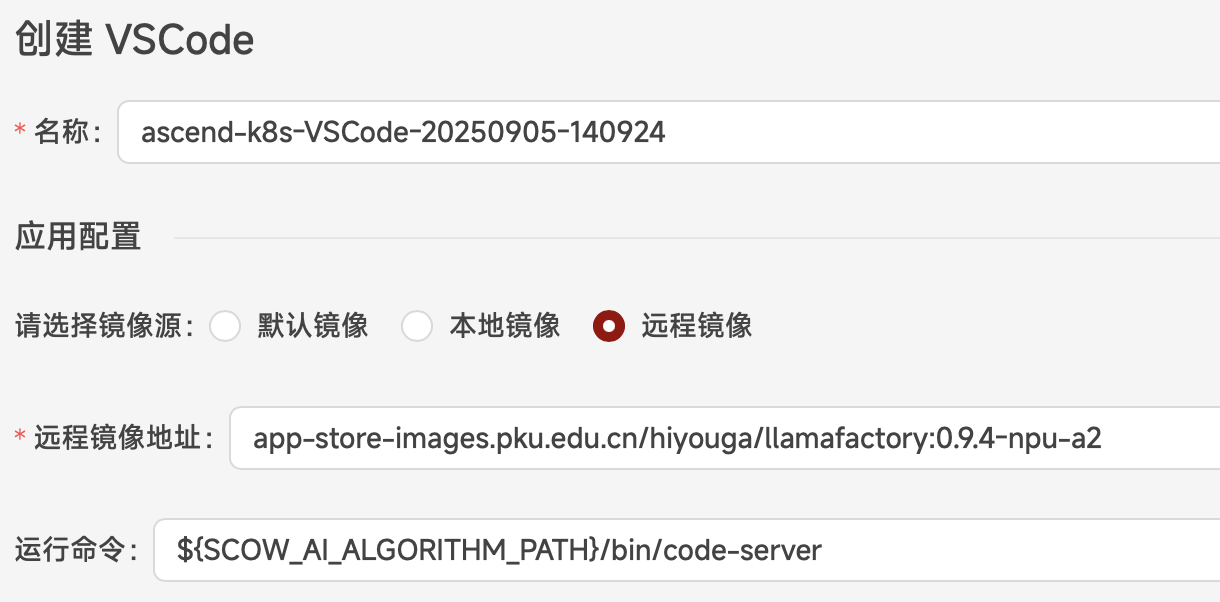 创建 VSCode
* 名称: ascend-k8s-VSCode-20250905-140924
应用配置
请选择镜像源: 默认镜像 本地镜像 远程镜像
* 远程镜像地址: app-store-images.pku.edu.cn/hiyouga/llamafactory:0.9.4-npu-a2
运行命令: ${SCOW_AI_ALGORITHM_PATH}/bin/code-server